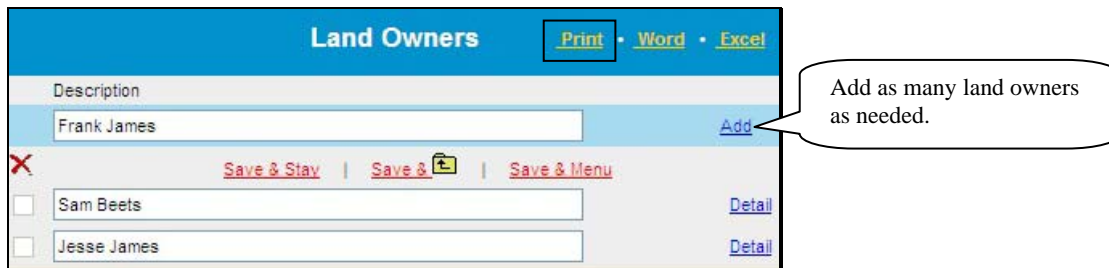 Land Owners Print • Word • Excel
Description
Frank James Add
Add as many land owners
as needed.
Save & Stay | Save & | Save & Menu
Sam Beets Detail
Jesse James Detail